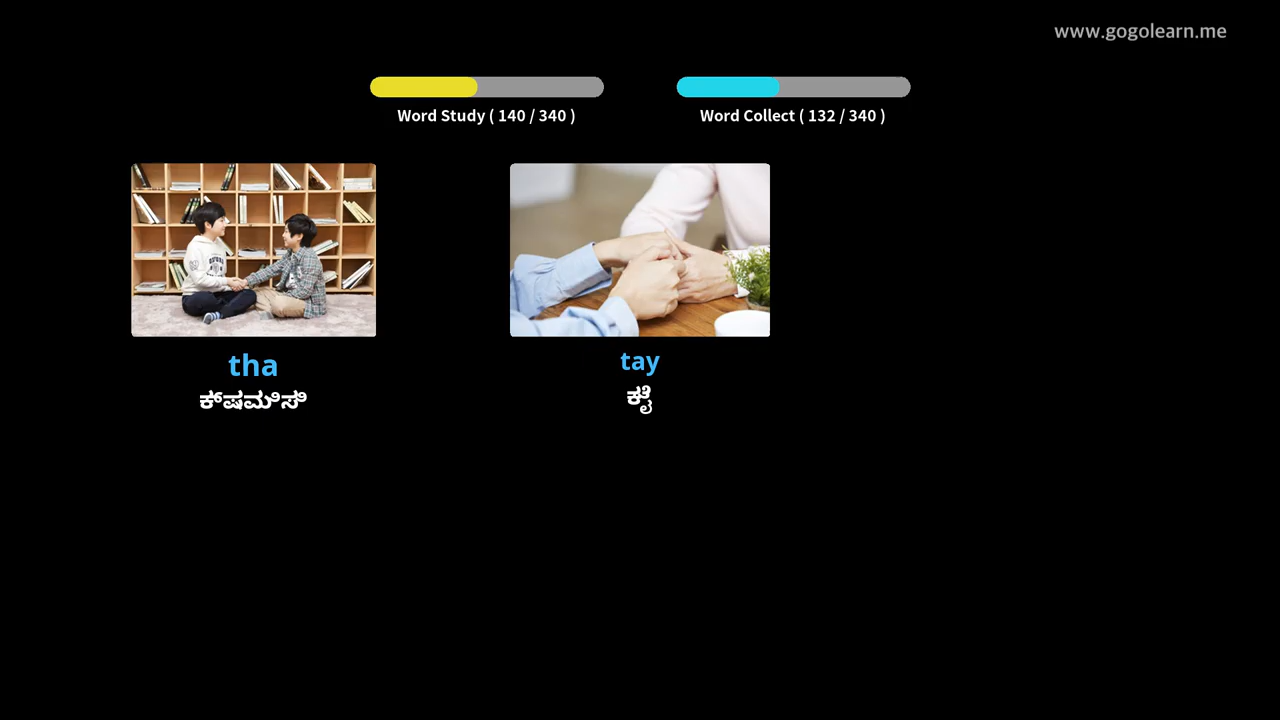 www.gogolearn.me
Word Study ( 140 / 340 )
Word Collect ( 132 / 340 )
tha
ಕ್ಷಮಿಸಿ
tay
ಕೈ